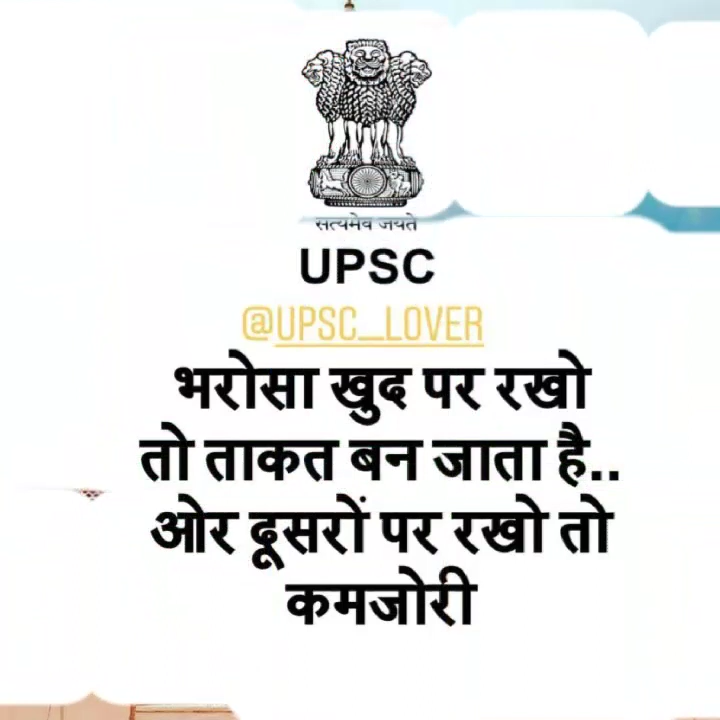 सत्यमेव जयते
UPSC
@UPSC_LOVER
भरोसा खुद पर रखो
तो ताकत बन जाता है..
ओर दूसरों पर रखो तो
कमजोरी